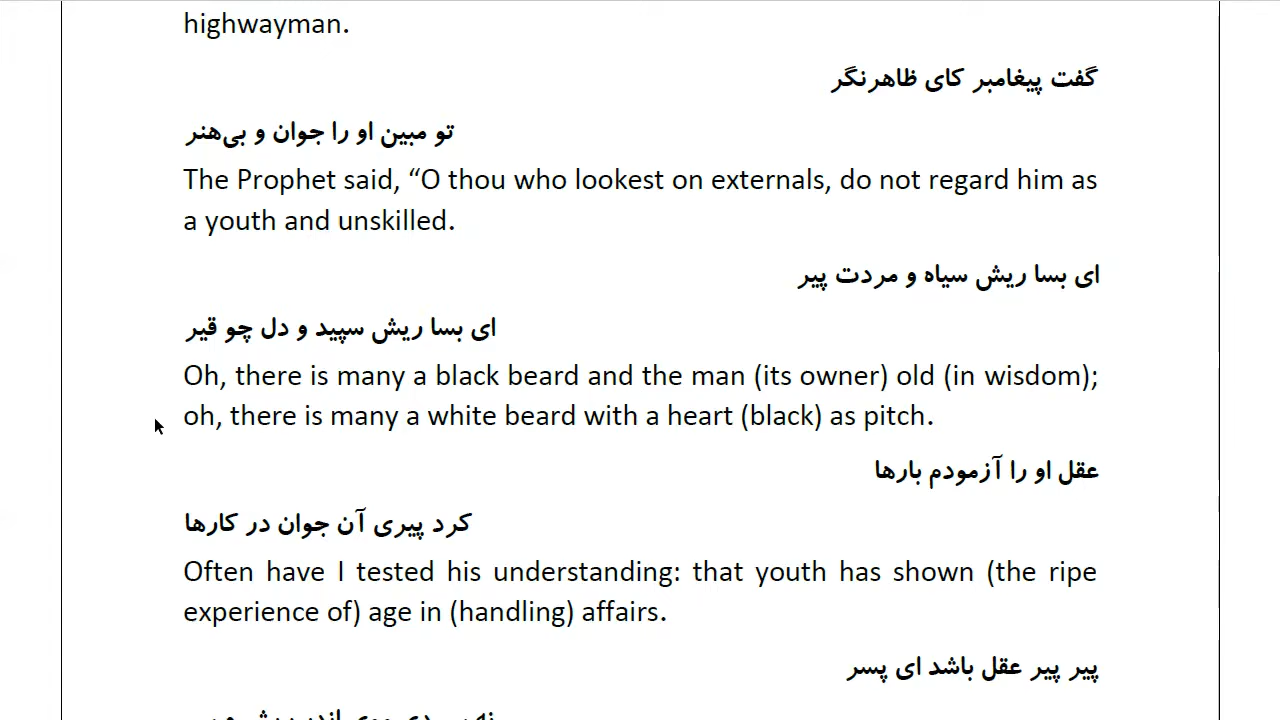 highwayman.
گفت پیغامبر کای ظاهرنگر
تو مبین او را جوان و بی‌هنر
The Prophet said, “O thou who lookest on externals, do not regard him as
a youth and unskilled.
ای بسا ریش سیاه و مردت پیر
ای بسا ریش سپید و دل چو قیر
Oh, there is many a black beard and the man (its owner) old (in wisdom);
oh, there is many a white beard with a heart (black) as pitch.
عقل او را آزمودم بارها
کرد پیری آن جوان در کارها
Often have I tested his understanding: that youth has shown (the ripe
experience of) age in (handling) affairs.
پیر پیر عقل باشد ای پسر